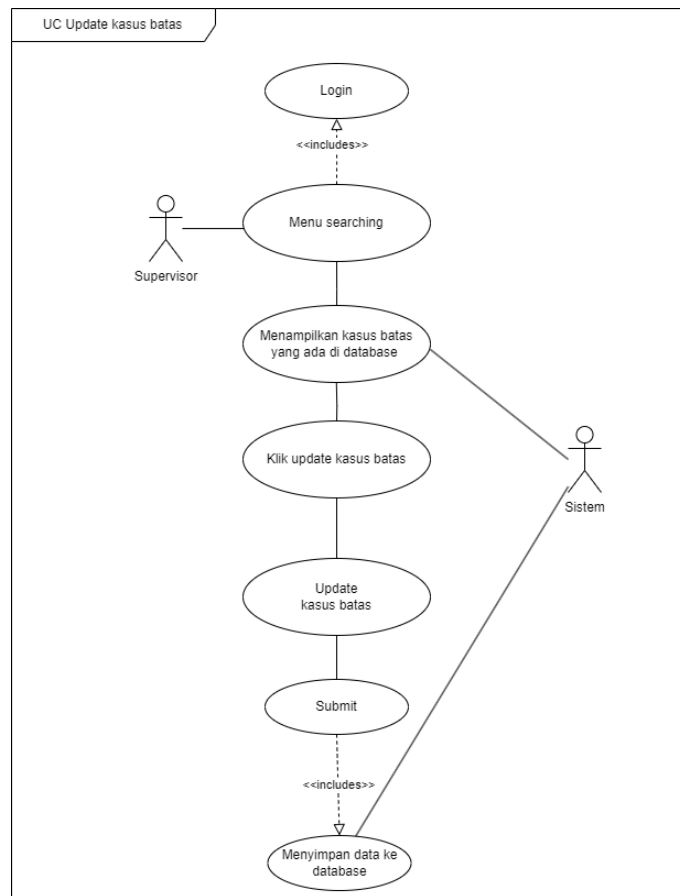 UC Update kasus batas
Login
<<includes>>
Menu searching
Supervisor
Menampilkan kasus batas
yang ada di database
Klik update kasus batas
Sistem
Update
kasus batas
Submit
<<includes>>
Menyimpan data ke
database